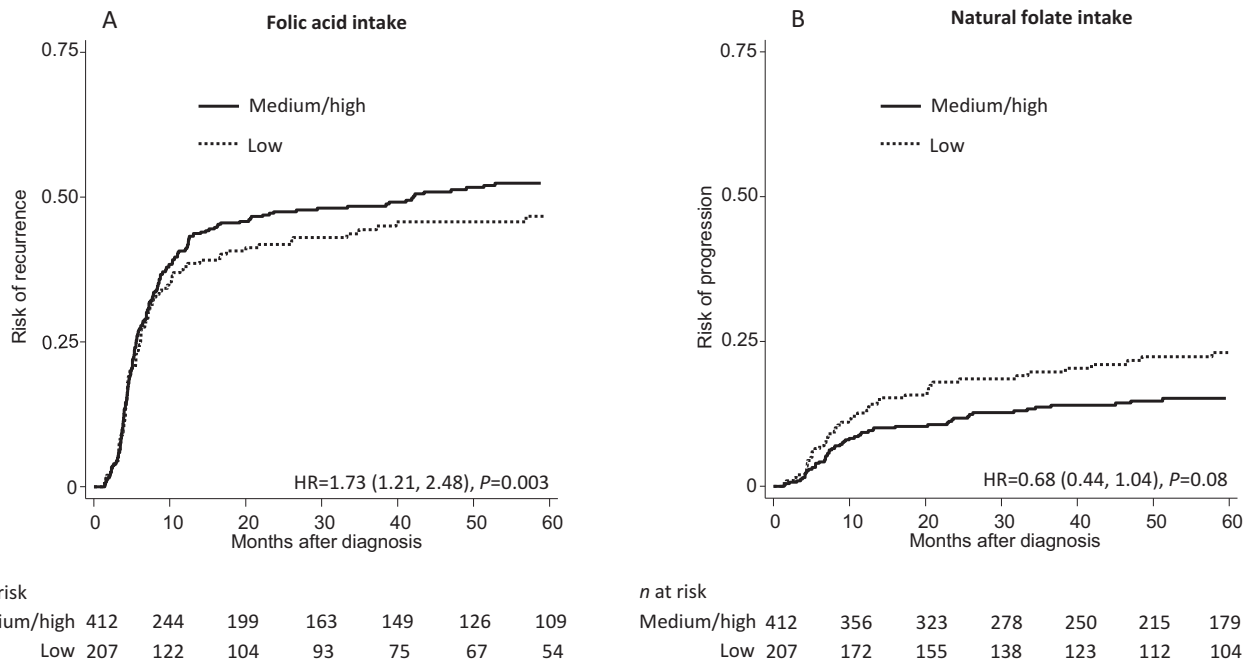 A
Folic acid intake
0.75
0.50
0.25
0
Risk of recurrence
Medium/high
Low
HR=1.73 (1.21, 2.48), P=0.003
0 10 20 30 40 50 60
Months after diagnosis
risk
ium/high 412 244 199 163 149 126 109
Low 207 122 104 93 75 67 54
B
Natural folate intake
0.75
0.50
0.25
0
Risk of progression
Medium/high
Low
HR=0.68 (0.44, 1.04), P=0.08
0 10 20 30 40 50 60
Months after diagnosis
n at risk
Medium/high 412 356 323 278 250 215 179
Low 207 172 155 138 123 112 104